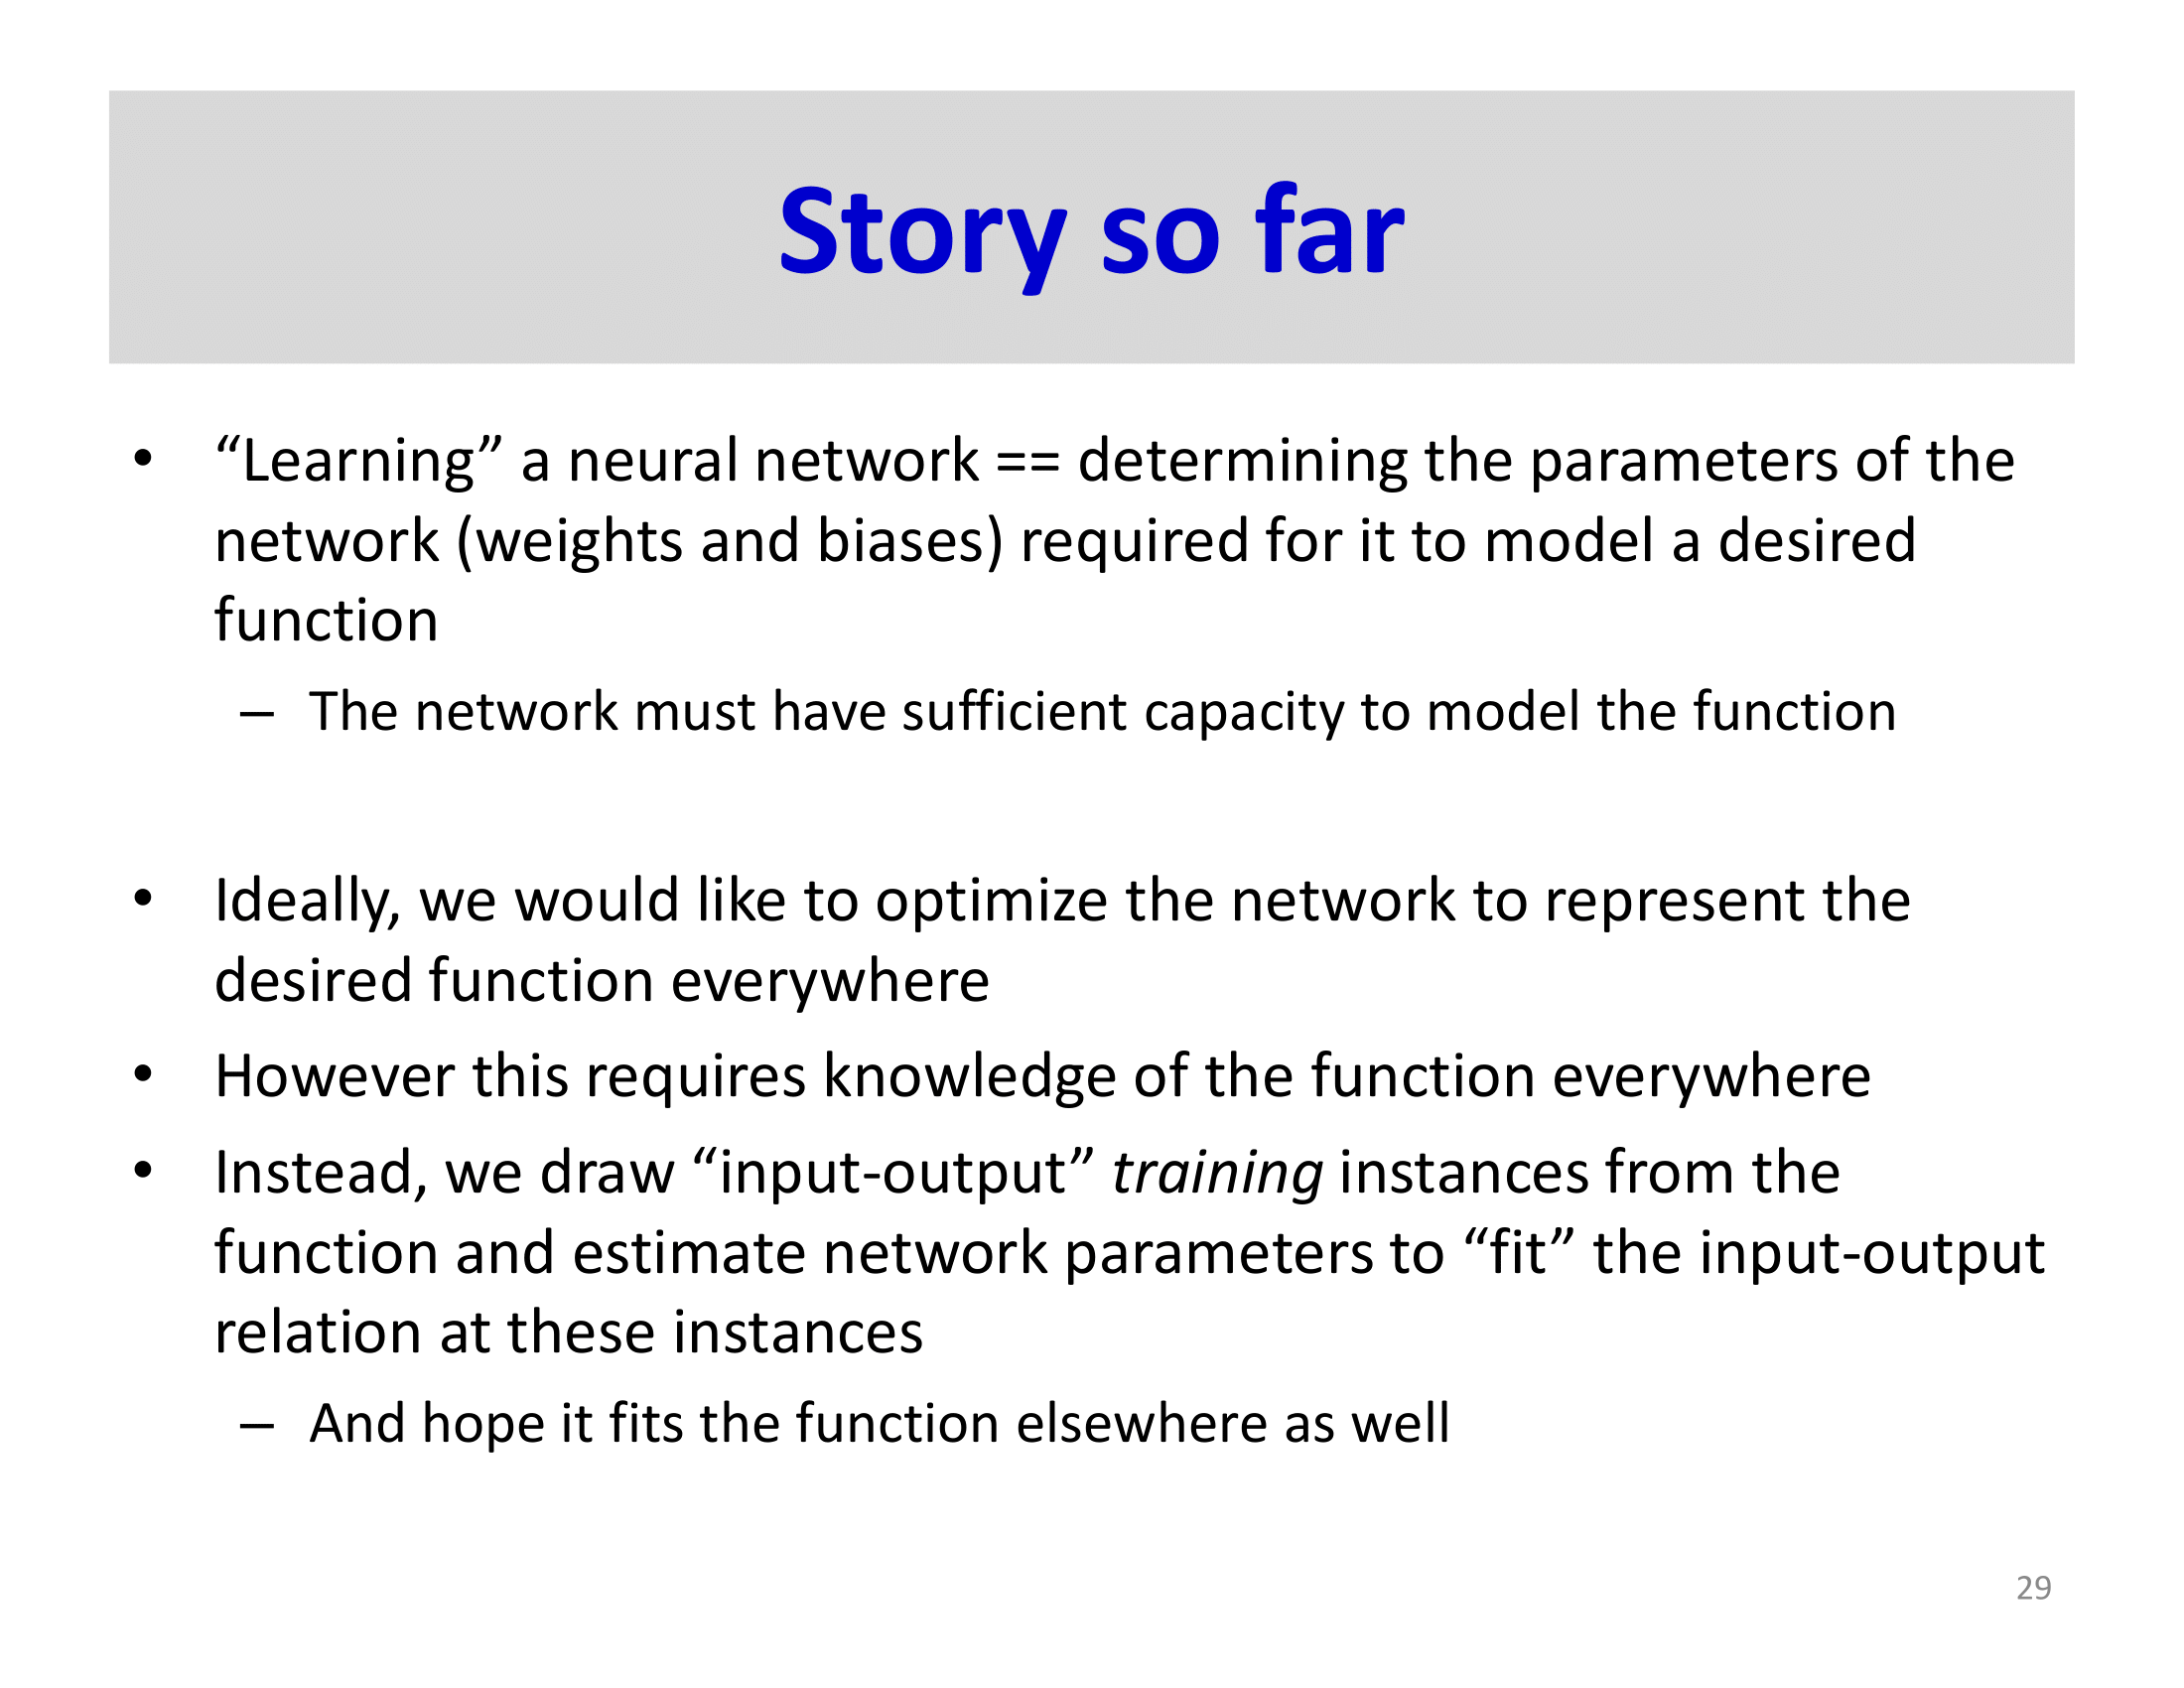 Story so far
• “Learning” a neural network == determining the parameters of the
network (weights and biases) required for it to model a desired
function
– The network must have sufficient capacity to model the function
• Ideally, we would like to optimize the network to represent the
desired function everywhere
• However this requires knowledge of the function everywhere
• Instead, we draw “input-output” training instances from the
function and estimate network parameters to “fit” the input-output
relation at these instances
– And hope it fits the function elsewhere as well
29